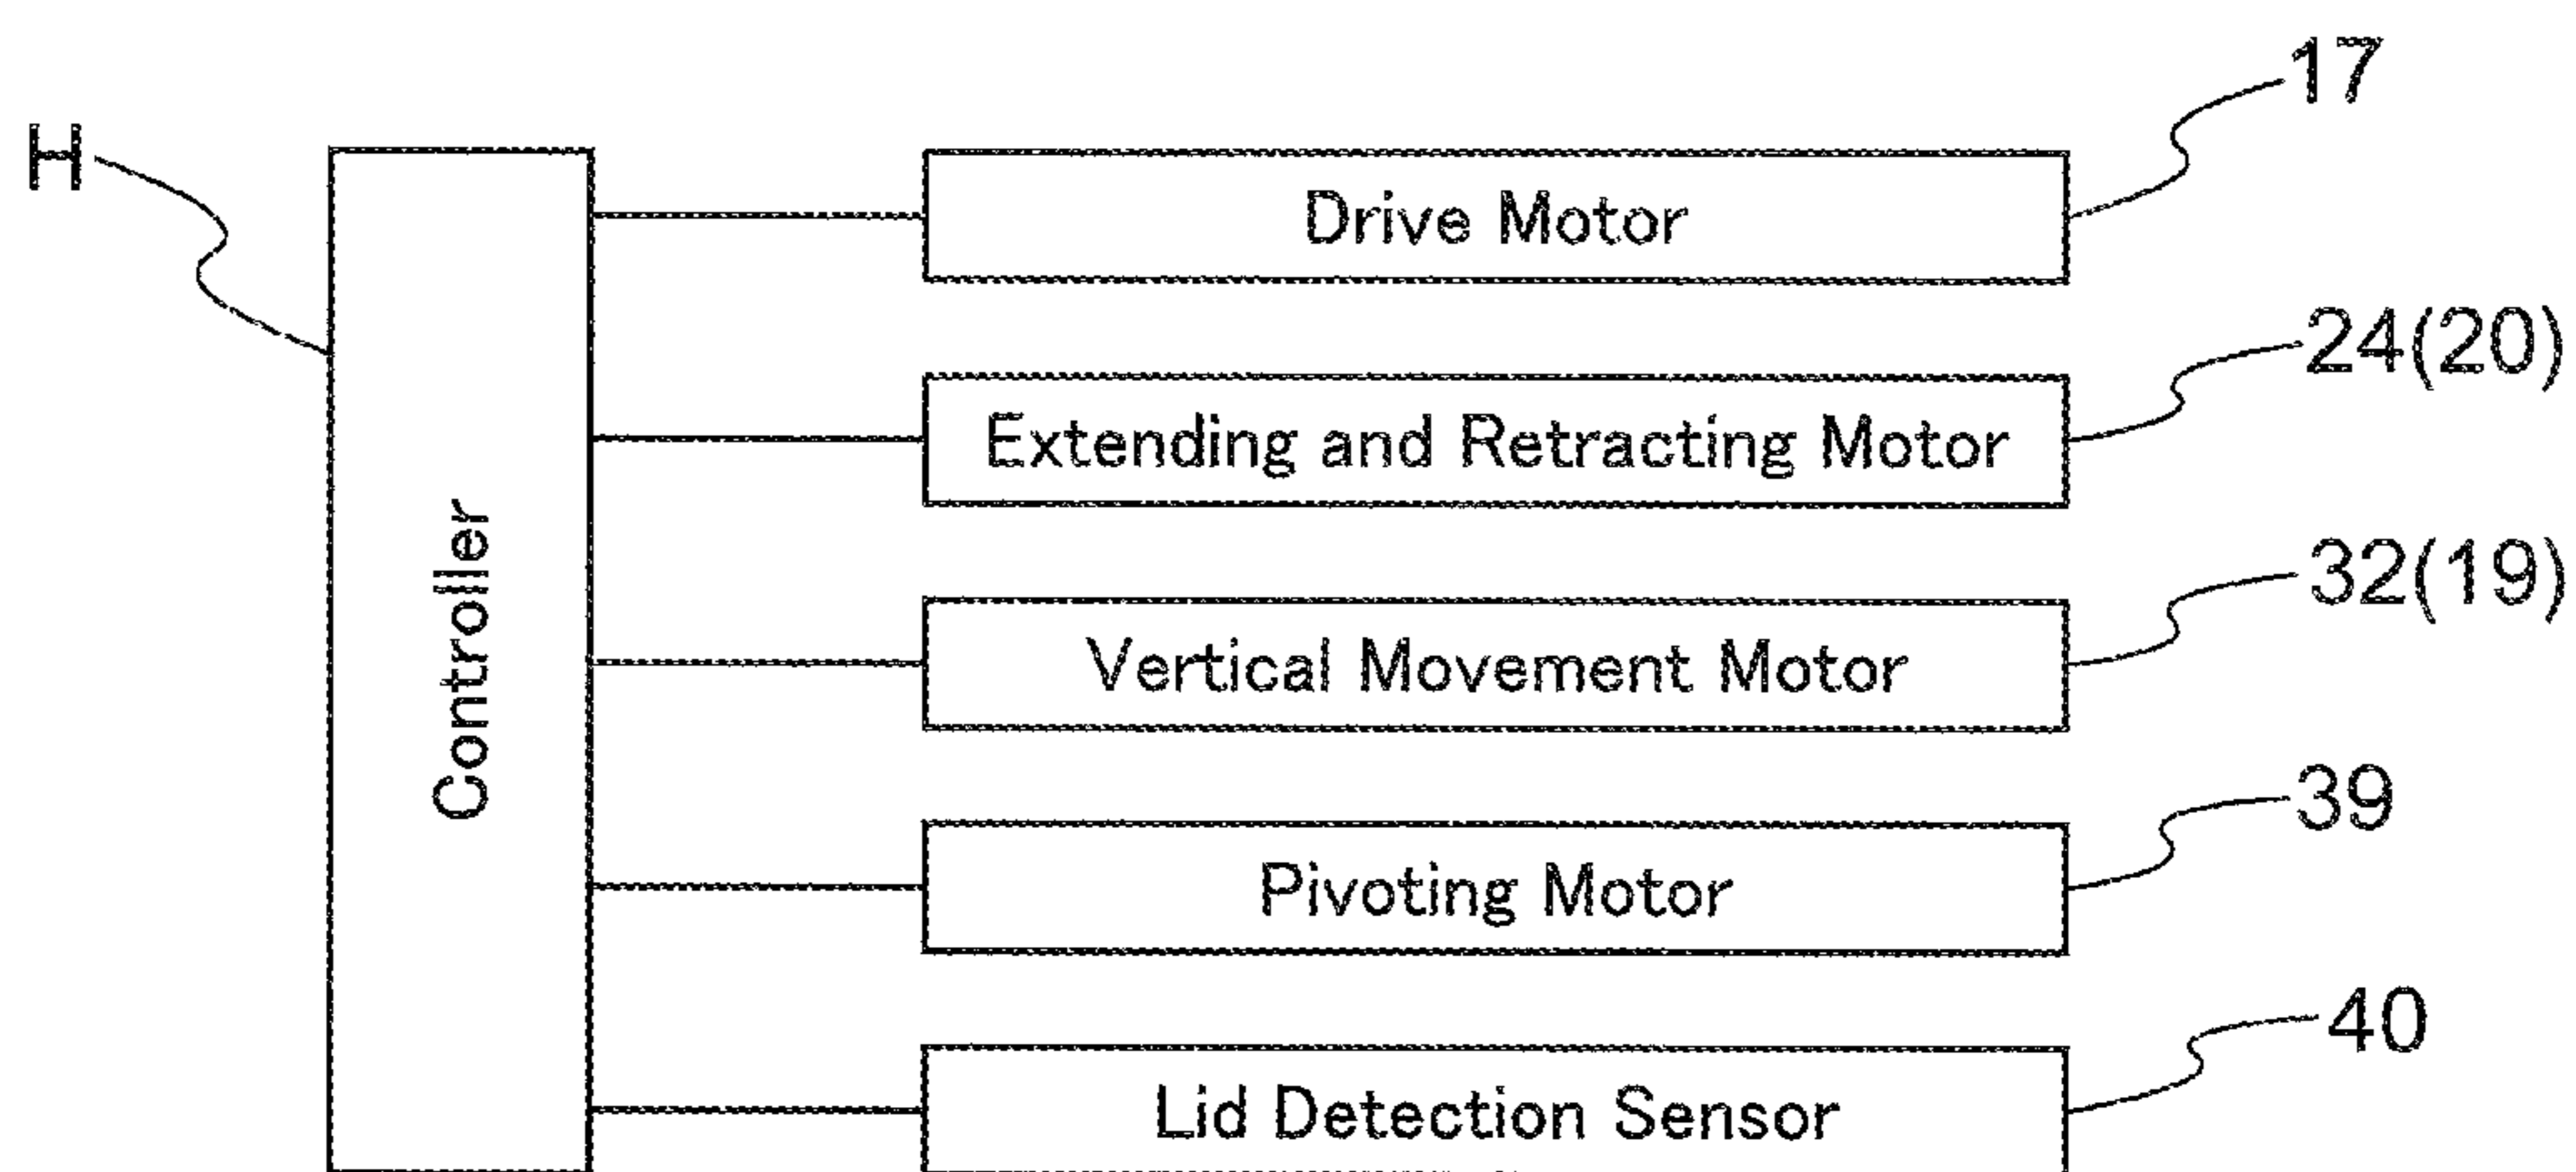 17
H
Drive Motor
24(20)
Extending and Retracting Motor
32(19)
Controller
Vertical Movement Motor
39
Pivoting Motor
40
Lid Detection Sensor